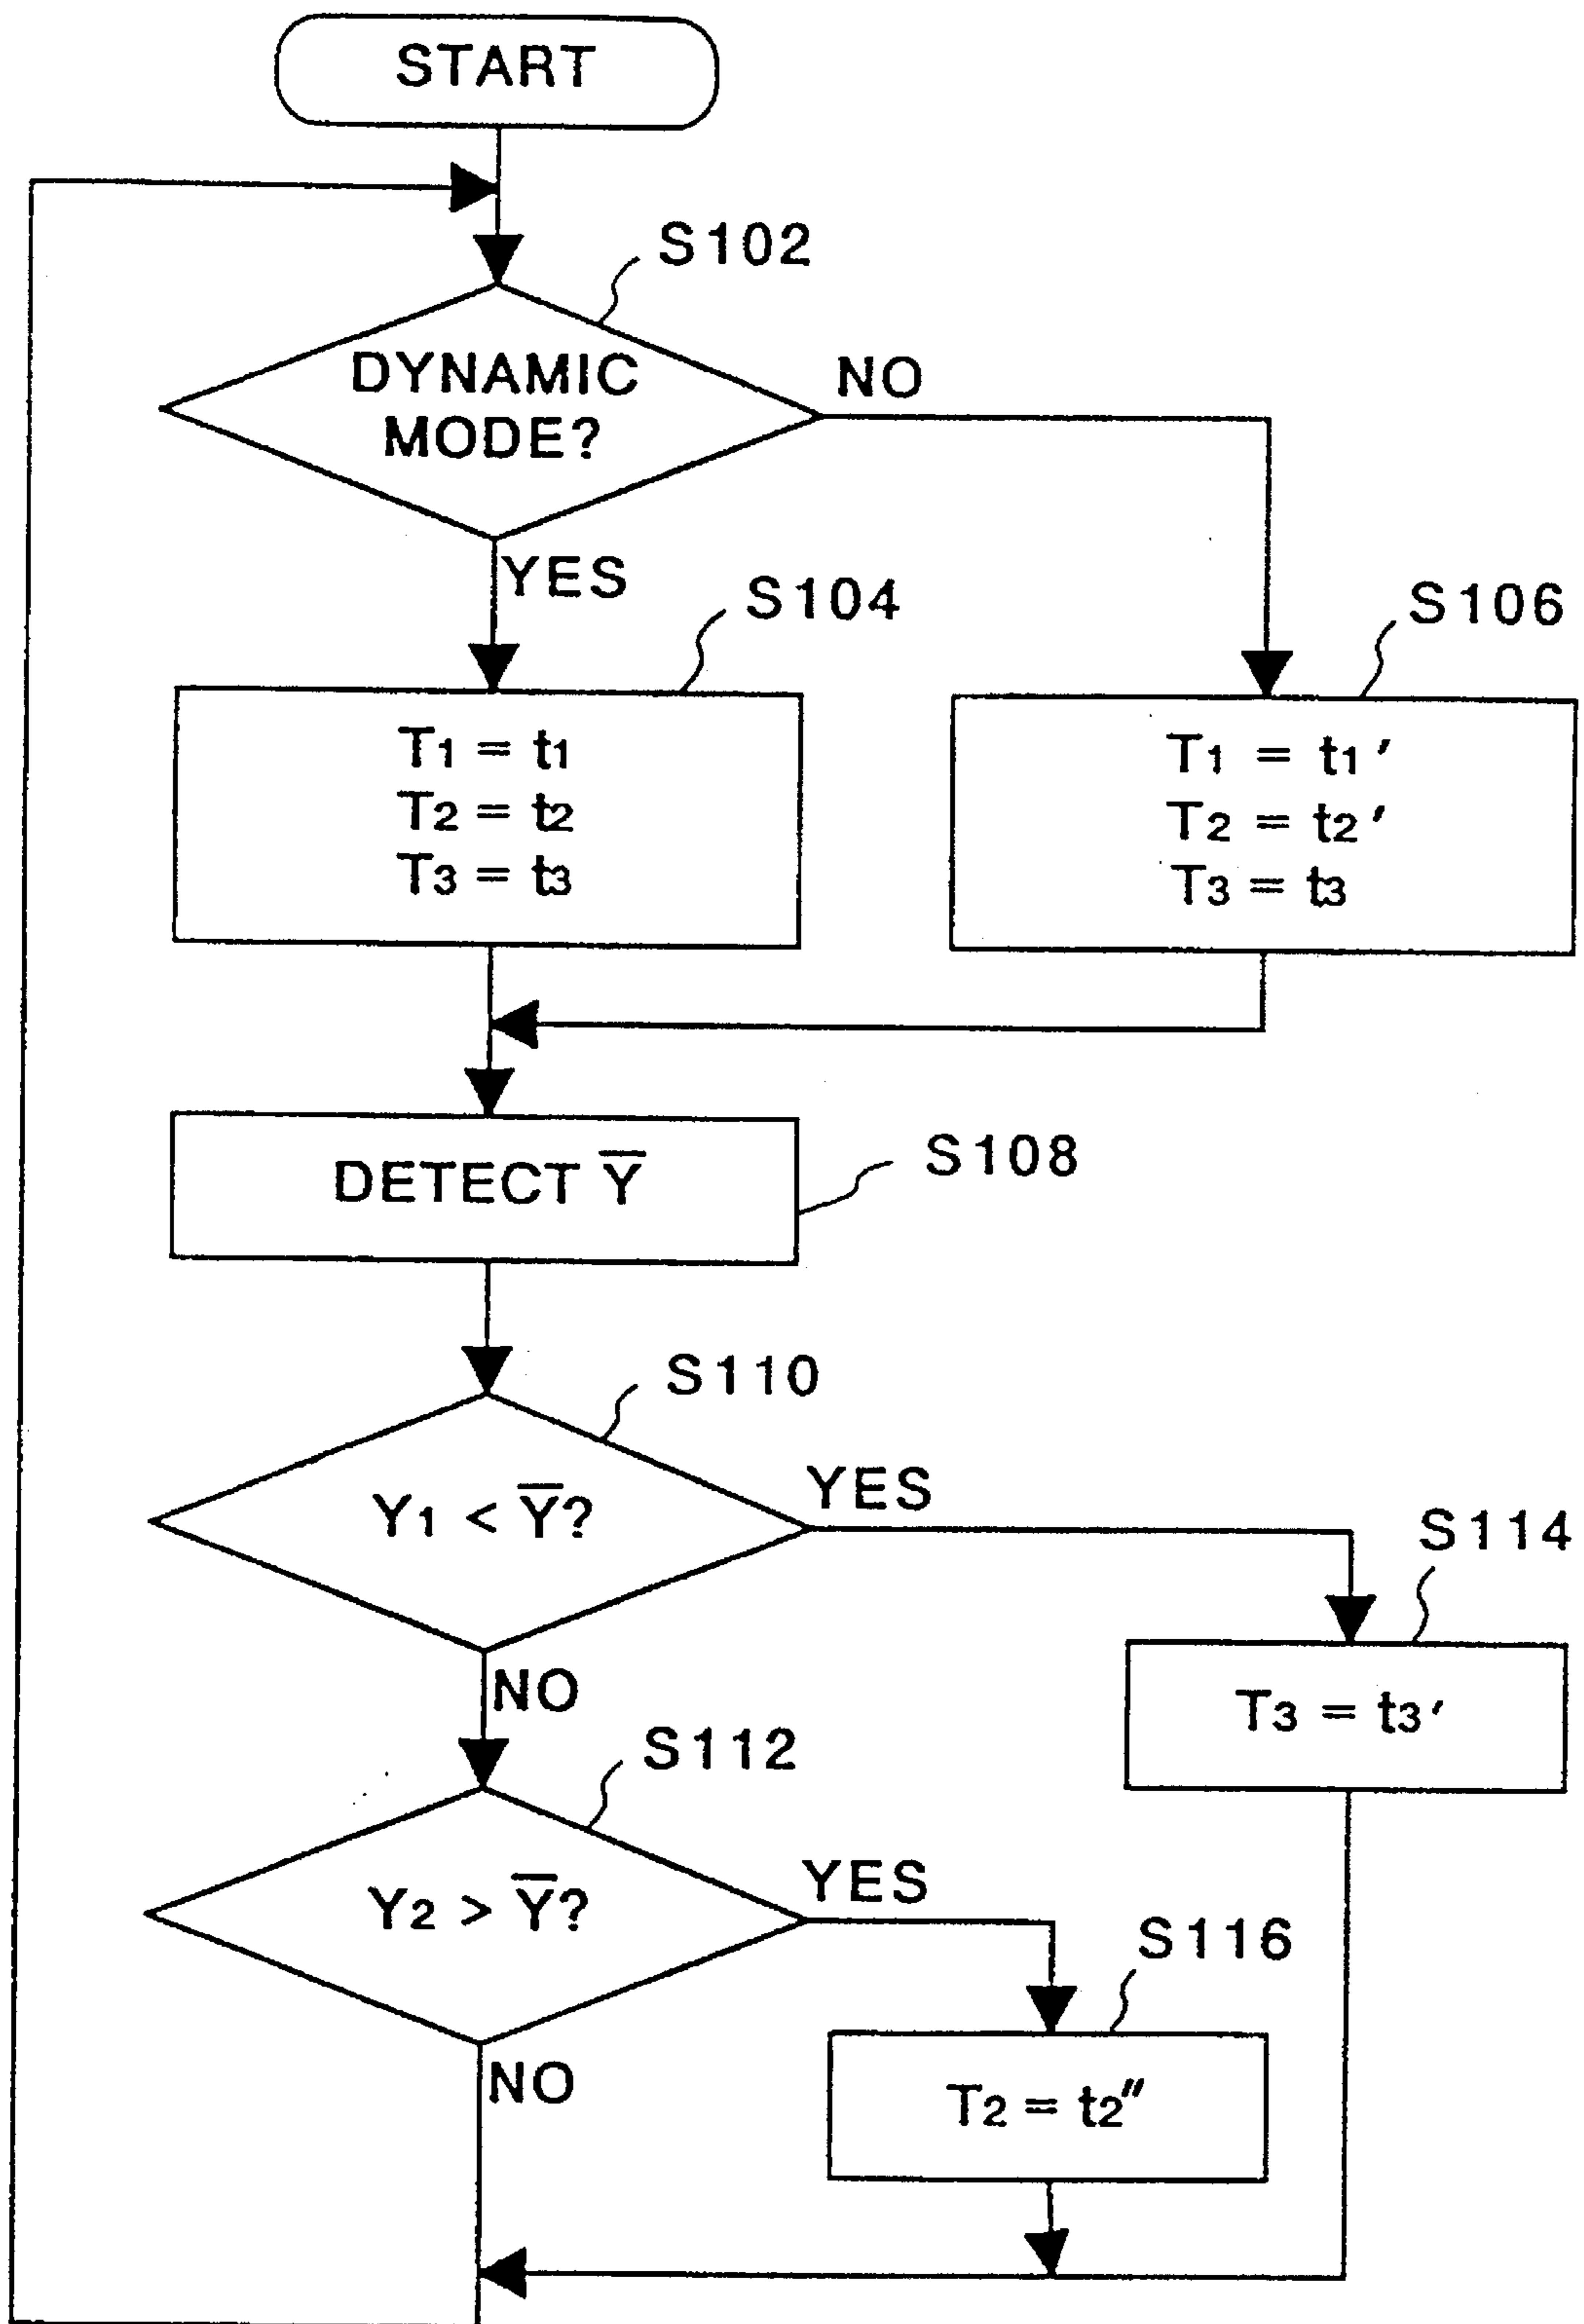 START
S102
DYNAMIC
MODE?
NO
YES
S104
S106
T1 = t1
T2 = t2
T3 = t3
T1 = t1′
T2 = t2′
T3 = t3
DETECT Y̅
S108
S110
Y1 < Y̅?
YES
NO
S114
T3 = t3′
S112
Y2 > Y̅?
YES
NO
S116
T2 = t2″